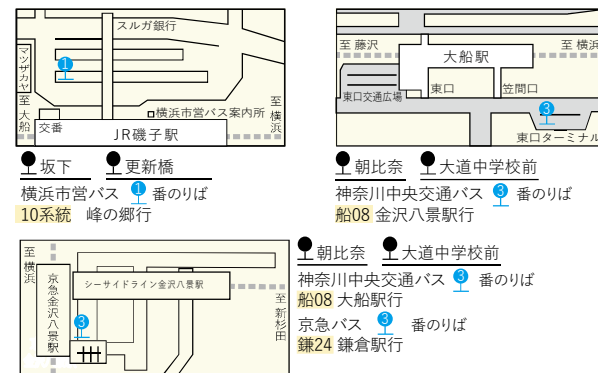 スルガ銀行
マツザカヤ
1
至大船
至横浜
横浜市営バス案内所
交番
JR磯子駅
坂下 更新橋
横浜市営バス 1 番のりば
10系統 峰の郷行
至 藤沢
大船駅
至 横浜
東口交通広場
東口
笠間口
3
東口ターミナル
朝比奈 大道中学校前
神奈川中央交通バス 3 番のりば
船08 金沢八景駅行
至横浜
京急金沢八景駅
シーサイドライン金沢八景駅
至新杉田
3
朝比奈 大道中学校前
神奈川中央交通バス 3 番のりば
船08 大船駅行
京急バス 3 番のりば
鎌24 鎌倉駅行